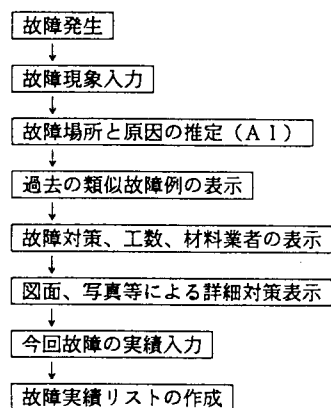 故障発生
故障現象入力
故障場所と原因の推定（ＡＩ）
過去の類似故障例の表示
故障対策、工数、材料業者の表示
図面、写真等による詳細対策表示
今回故障の実績入力
故障実績リストの作成